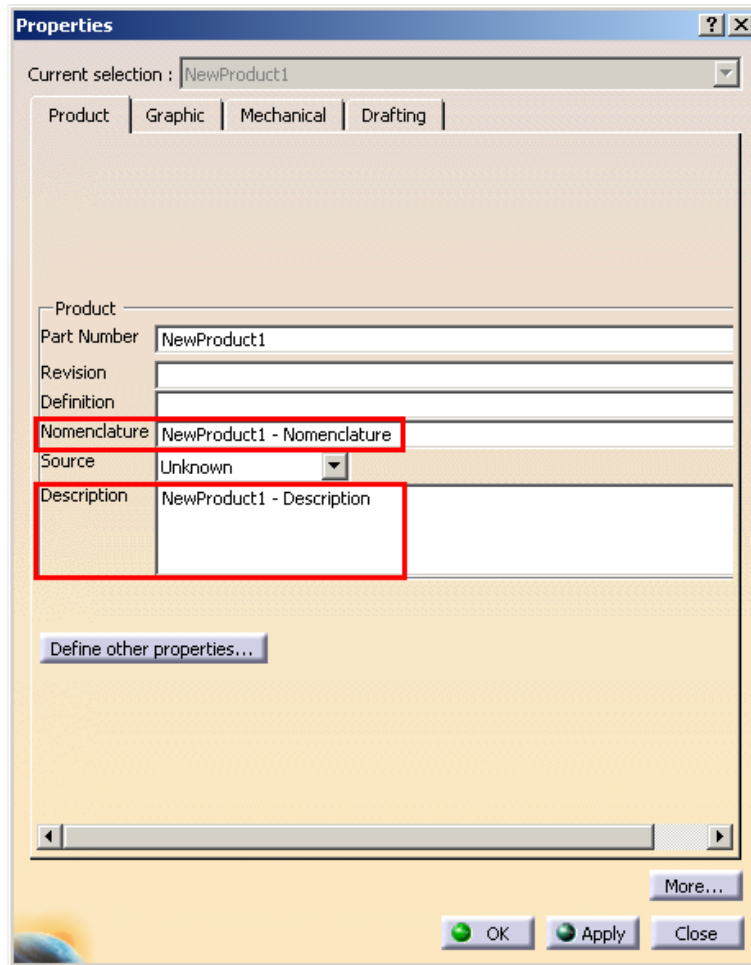 Properties
Current selection : NewProduct1
Product Graphic Mechanical Drafting
Product
Part Number NewProduct1
Revision
Definition
Nomenclature NewProduct1 - Nomenclature
Source Unknown
Description NewProduct1 - Description
Define other properties...
More...
OK Apply Close